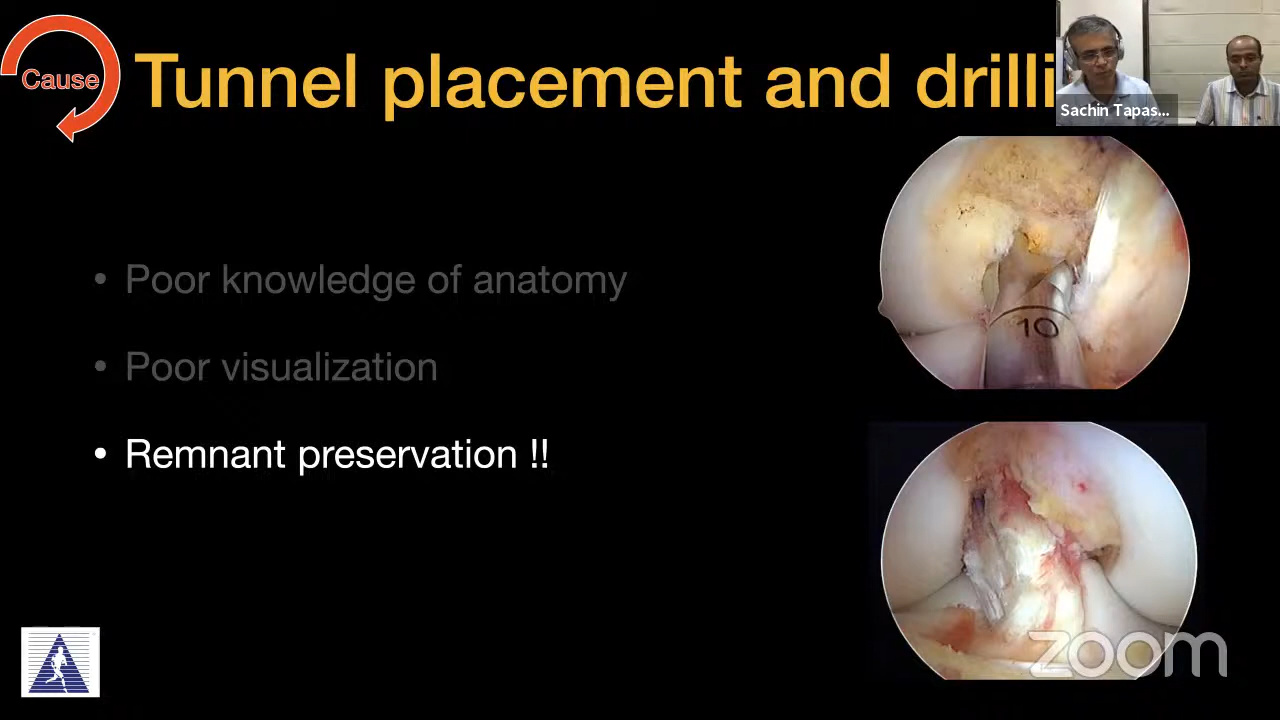 Cause
Tunnel placement and drilli
Sachin Tapas...
10
• Poor knowledge of anatomy
• Poor visualization
• Remnant preservation !!
zoom